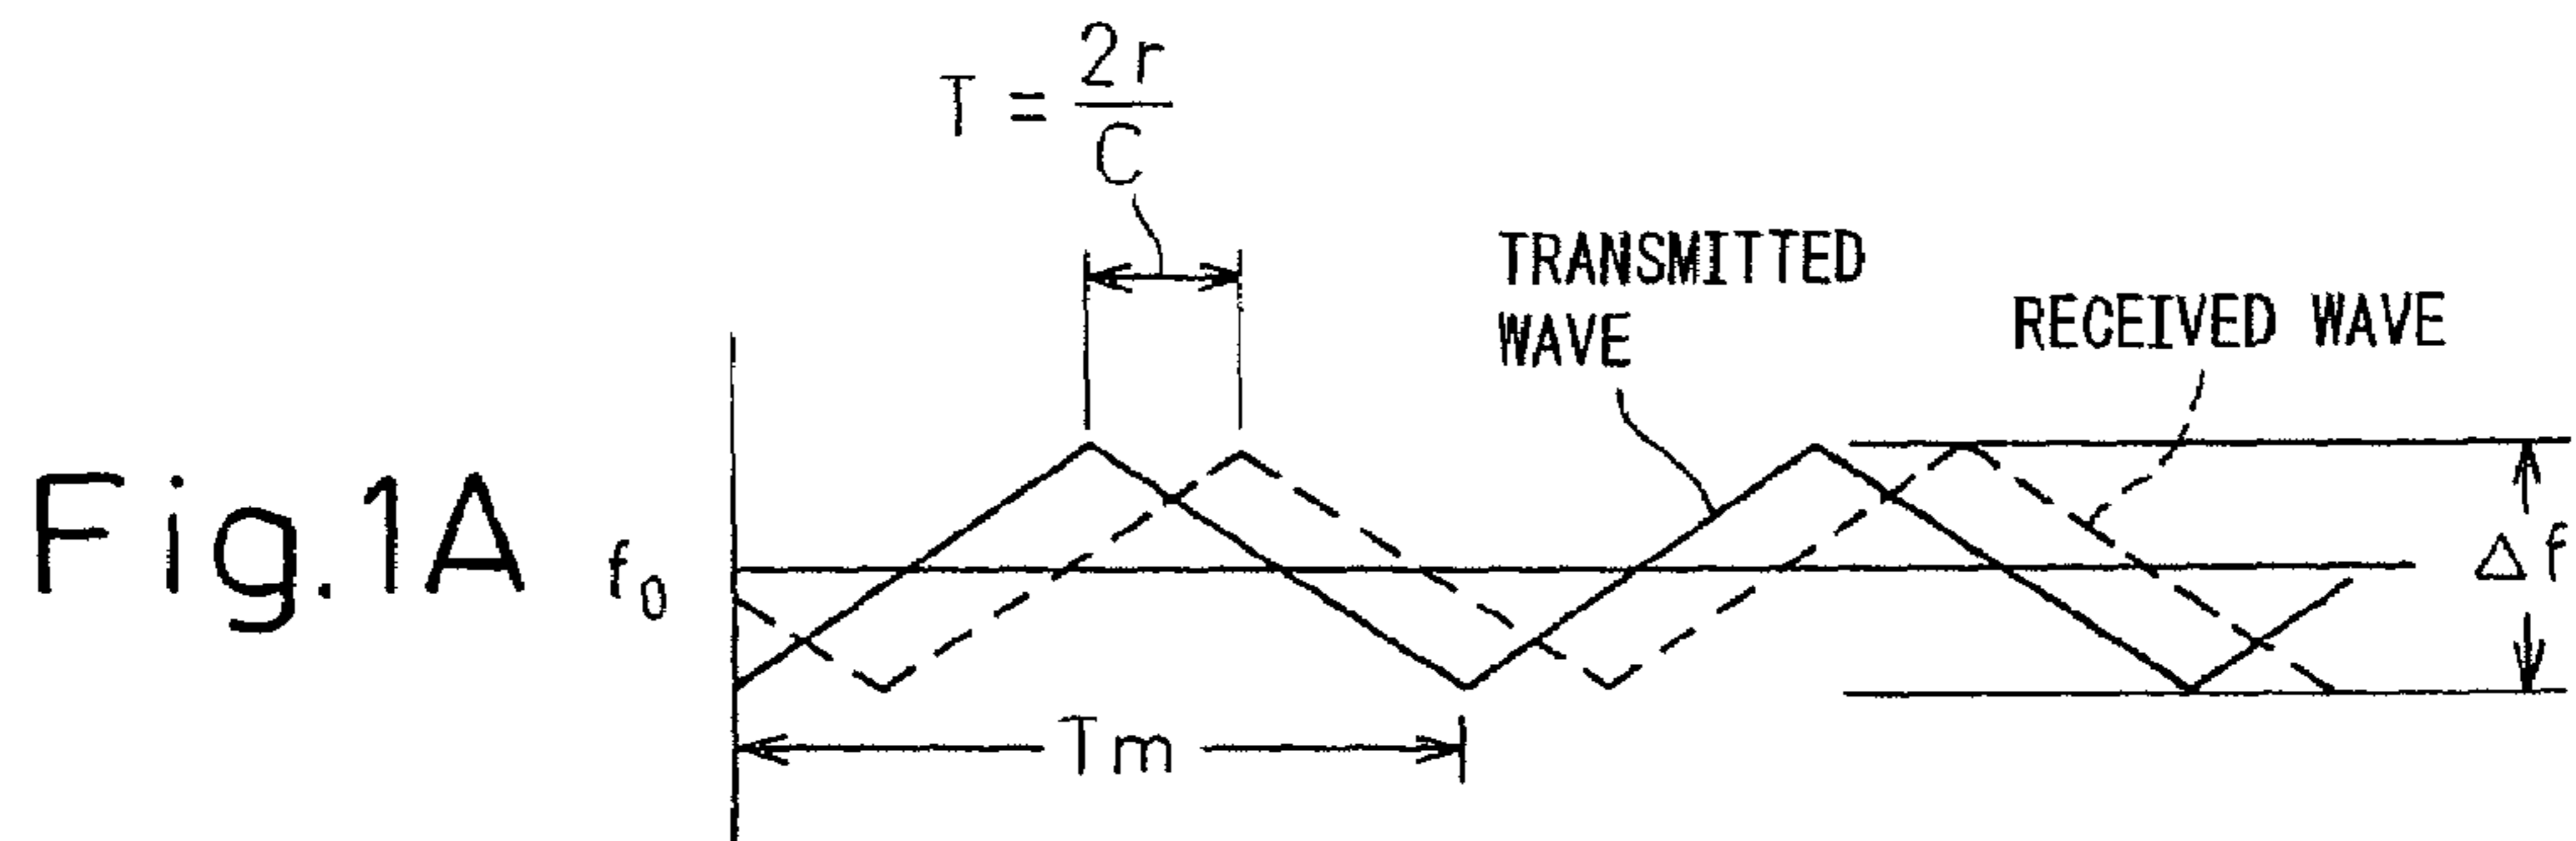 T = 2r/C
TRANSMITTED
WAVE
RECEIVED WAVE
Fig.1A
f0
Δf
Tm